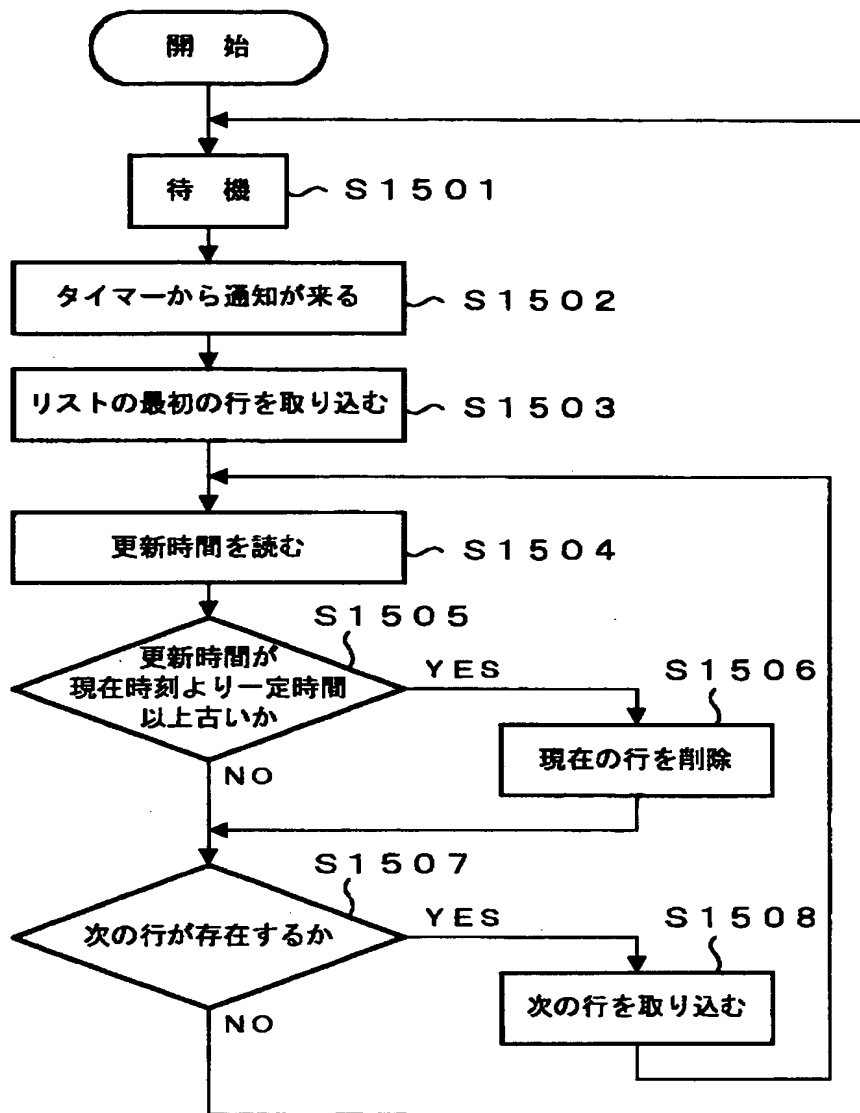 開 始
待 機
S1501
タイマーから通知が来る
S1502
リストの最初の行を取り込む
S1503
更新時間を読む
S1504
S1505
更新時間が
現在時刻より一定時間
以上古いか
YES
S1506
現在の行を削除
NO
S1507
次の行が存在するか
YES
S1508
次の行を取り込む
NO